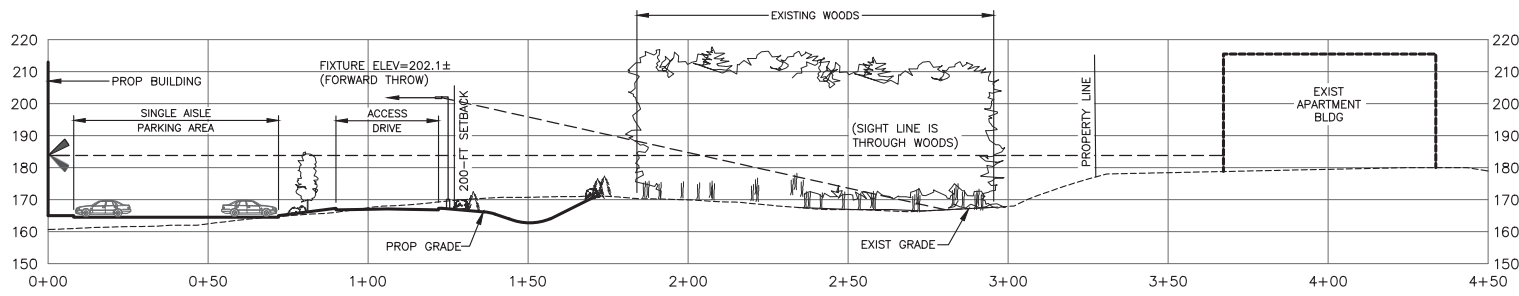 EXISTING WOODS
220
210
200
190
180
170
160
150
PROP BUILDING
FIXTURE ELEV=202.1±
(FORWARD THROW)
SINGLE AISLE
PARKING AREA
ACCESS
DRIVE
200-FT SETBACK
(SIGHT LINE IS
THROUGH WOODS)
PROPERTY LINE
EXIST
APARTMENT
BLDG
PROP GRADE
EXIST GRADE
220
210
200
190
180
170
160
150
0+00
0+50
1+00
1+50
2+00
2+50
3+00
3+50
4+00
4+50